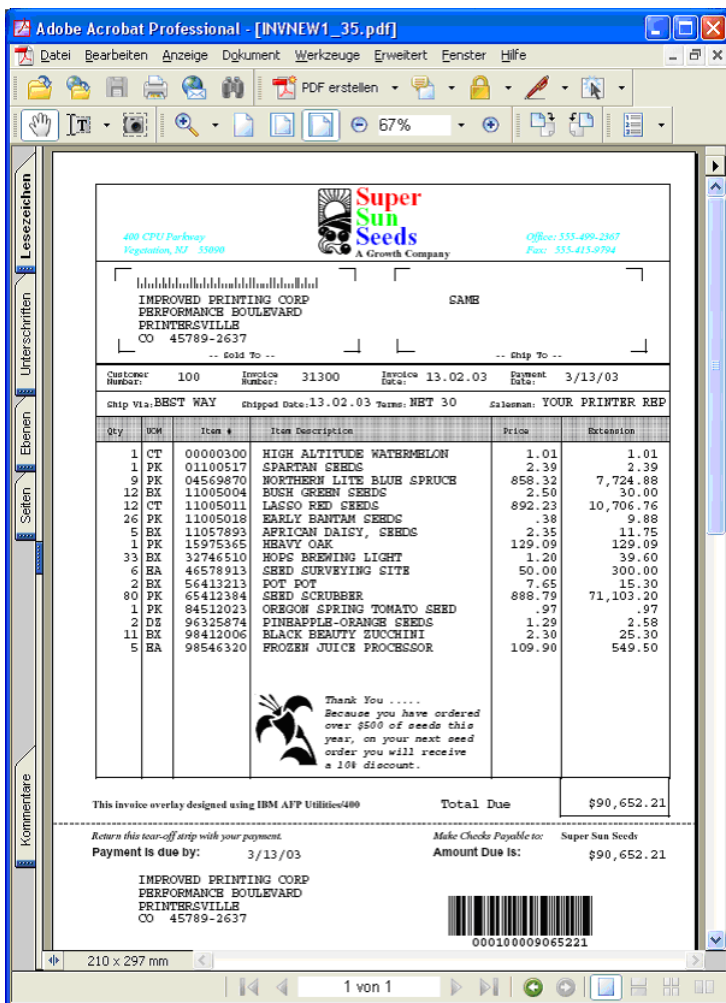 Adobe Acrobat Professional - [INVNEW1_35.pdf]
Datei Bearbeiten Anzeige Dokument Werkzeuge Erweitert Fenster Hilfe
PDF erstellen
67%
Lesezeichen
Unterschriften
Ebenen
Seiten
Kommentare
Super
Sun
Seeds
A Growth Company
400 CPU Parkway
Vegetation, NJ 55090
Office: 555-499-2367
Fax: 555-413-9794
IMPROVED PRINTING CORP
PERFORMANCE BOULEVARD
PRINTERSVILLE
CO 45789-2637
-- Sold To --
SAME
-- Ship To --
Customer Number: 100 Invoice Number: 31300 Invoice Date: 13.02.03 Payment Date: 3/13/03
Ship Via: BEST WAY Shipped Date: 13.02.03 Terms: NET 30 Salesman: YOUR PRINTER REP
Qty UOM Item # Item Description Price Extension
1 CT 00000300 HIGH ALTITUDE WATERMELON 1.01 1.01
1 PK 01100517 SPARTAN SEEDS 2.39 2.39
9 PK 04569870 NORTHERN LITE BLUE SPRUCE 858.32 7,724.88
12 BX 11005004 BUSH GREEN SEEDS 2.50 30.00
12 CT 11005011 LASSO RED SEEDS 892.23 10,706.76
26 PK 11005018 EARLY BANTAM SEEDS .38 9.88
5 BX 11057893 AFRICAN DAISY, SEEDS 2.35 11.75
1 PK 15975365 HEAVY OAK 129.09 129.09
33 BX 32746510 HOPS BREWING LIGHT 1.20 39.60
6 EA 46578913 SEED SURVEYING SITE 50.00 300.00
2 BX 56413213 POT POT 7.65 15.30
80 PK 65412384 SEED SCRUBBER 888.79 71,103.20
1 PK 84512023 OREGON SPRING TOMATO SEED .97 .97
2 DZ 96325874 PINEAPPLE-ORANGE SEEDS 1.29 2.58
11 BX 98412006 BLACK BEAUTY ZUCCHINI 2.30 25.30
5 EA 98546320 FROZEN JUICE PROCESSOR 109.90 549.50
Thank You .....
Because you have ordered
over $500 of seeds this
year, on your next seed
order you will receive
a 10% discount.
This invoice overlay designed using IBM AFP Utilities/400 Total Due $90,652.21
Return this tear-off strip with your payment. Make Checks Payable to: Super Sun Seeds
Payment is due by: 3/13/03 Amount Due is: $90,652.21
IMPROVED PRINTING CORP
PERFORMANCE BOULEVARD
PRINTERSVILLE
CO 45789-2637
000100009065221
210 x 297 mm
1 von 1